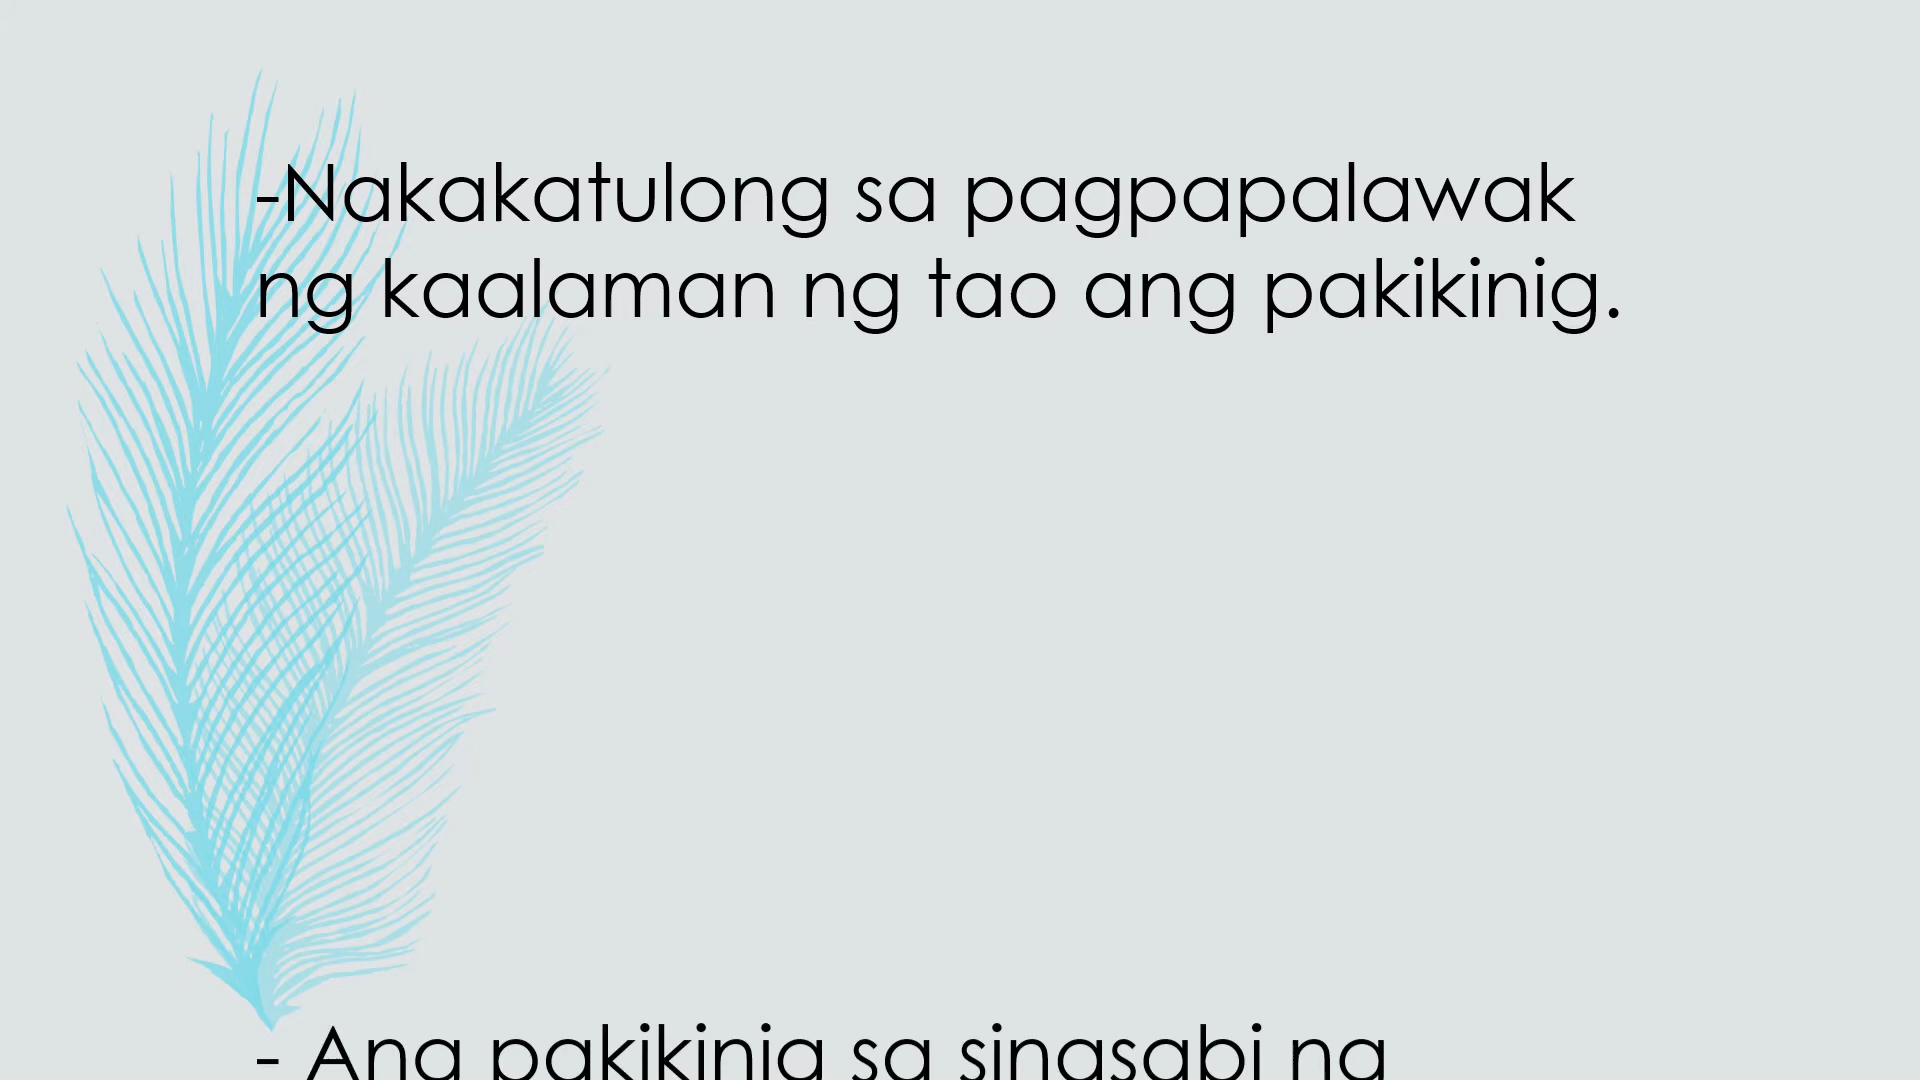 -Nakakatulong sa pagpapalawak
ng kaalaman ng tao ang pakikinig.
- Ang pakikinig sa sinasabi ng